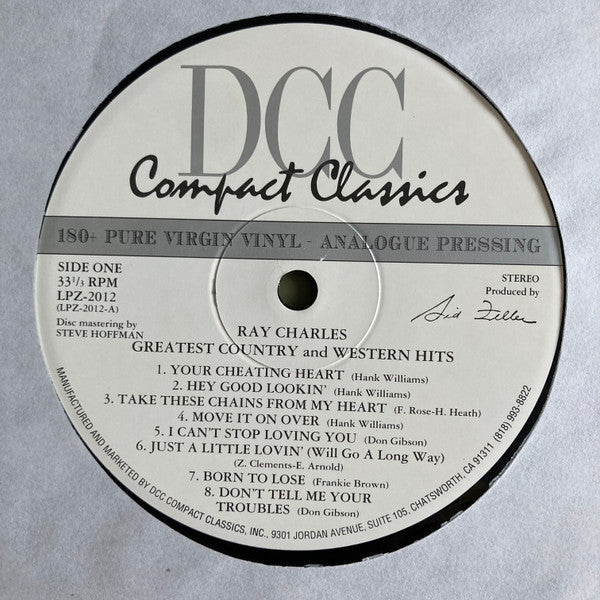 DCC
Compact Classics
180+ PURE VIRGIN VINYL - ANALOGUE PRESSING
SIDE ONE
33 1/3 RPM
LPZ-2012
(LPZ-2012-A)
Disc mastering by
STEVE HOFFMAN
STEREO
Produced by
Sid Feller
RAY CHARLES
GREATEST COUNTRY and WESTERN HITS
1. YOUR CHEATING HEART (Hank Williams)
2. HEY GOOD LOOKIN' (Hank Williams)
3. TAKE THESE CHAINS FROM MY HEART (F. Rose-H. Heath)
4. MOVE IT ON OVER (Hank Williams)
5. I CAN'T STOP LOVING YOU (Don Gibson)
6. JUST A LITTLE LOVIN' (Will Go A Long Way)
(Z. Clements-E. Arnold)
7. BORN TO LOSE (Frankie Brown)
8. DON'T TELL ME YOUR
TROUBLES (Don Gibson)
MANUFACTURED AND MARKETED BY DCC COMPACT CLASSICS, INC., 9301 JORDAN AVENUE, SUITE 105, CHATSWORTH, CA 91311 (818) 993-8822